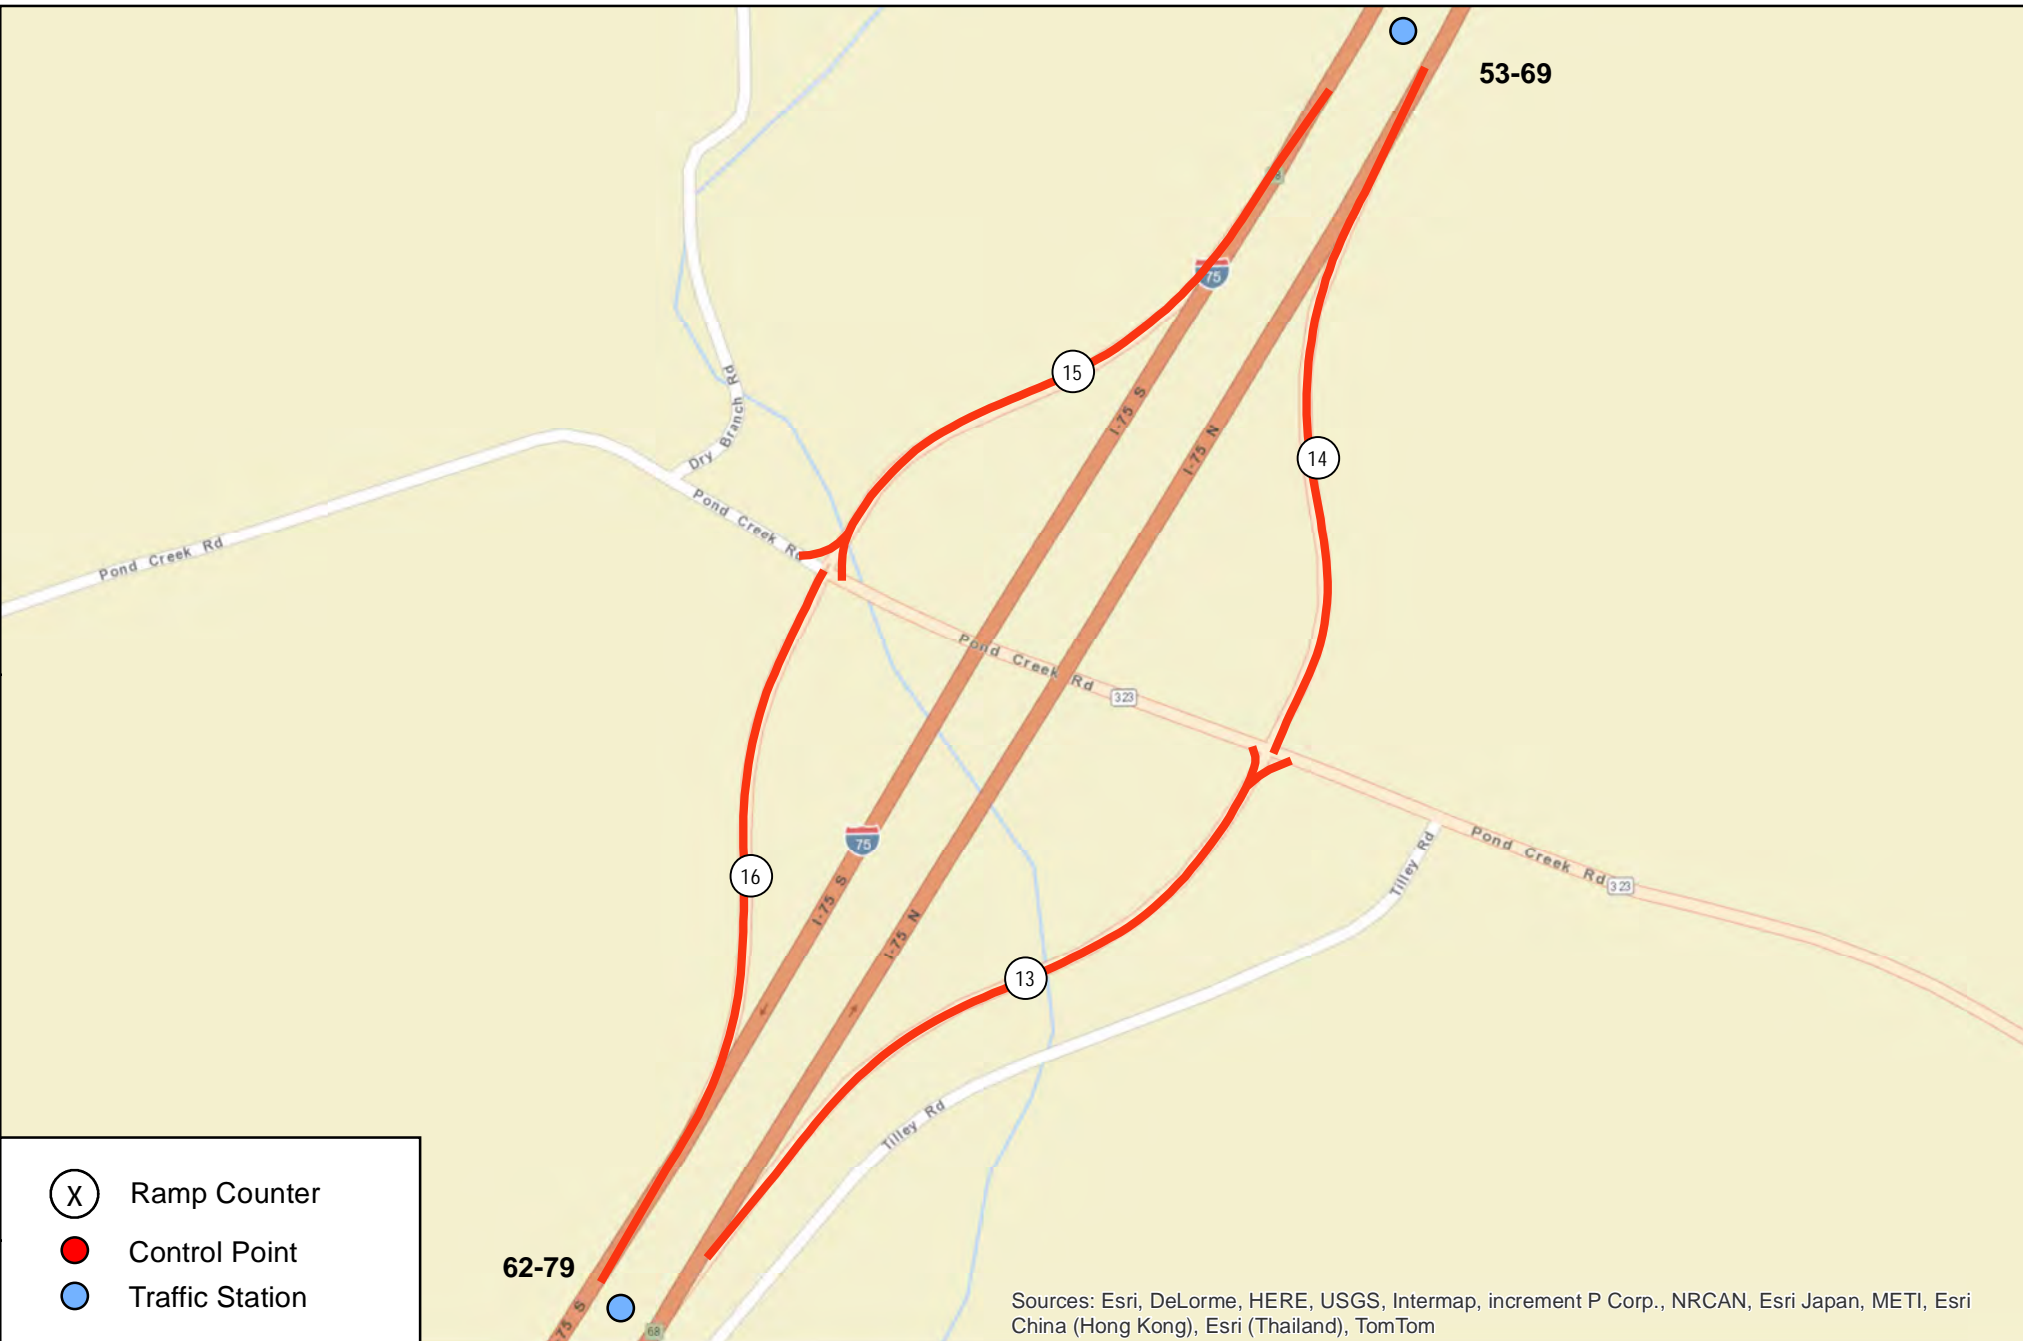 53-69
75
15
I-75 S
I-75 N
14
Dry Branch Rd
Pond Creek Rd
Pond Creek Rd
Pond Creek Rd
323
75
16
I-75 S
I-75 N
Pond Creek Rd
323
Tilley Rd
13
Tilley Rd
X Ramp Counter
Control Point
Traffic Station
62-79
75 S
68
Sources: Esri, DeLorme, HERE, USGS, Intermap, increment P Corp., NRCAN, Esri Japan, METI, Esri
China (Hong Kong), Esri (Thailand), TomTom